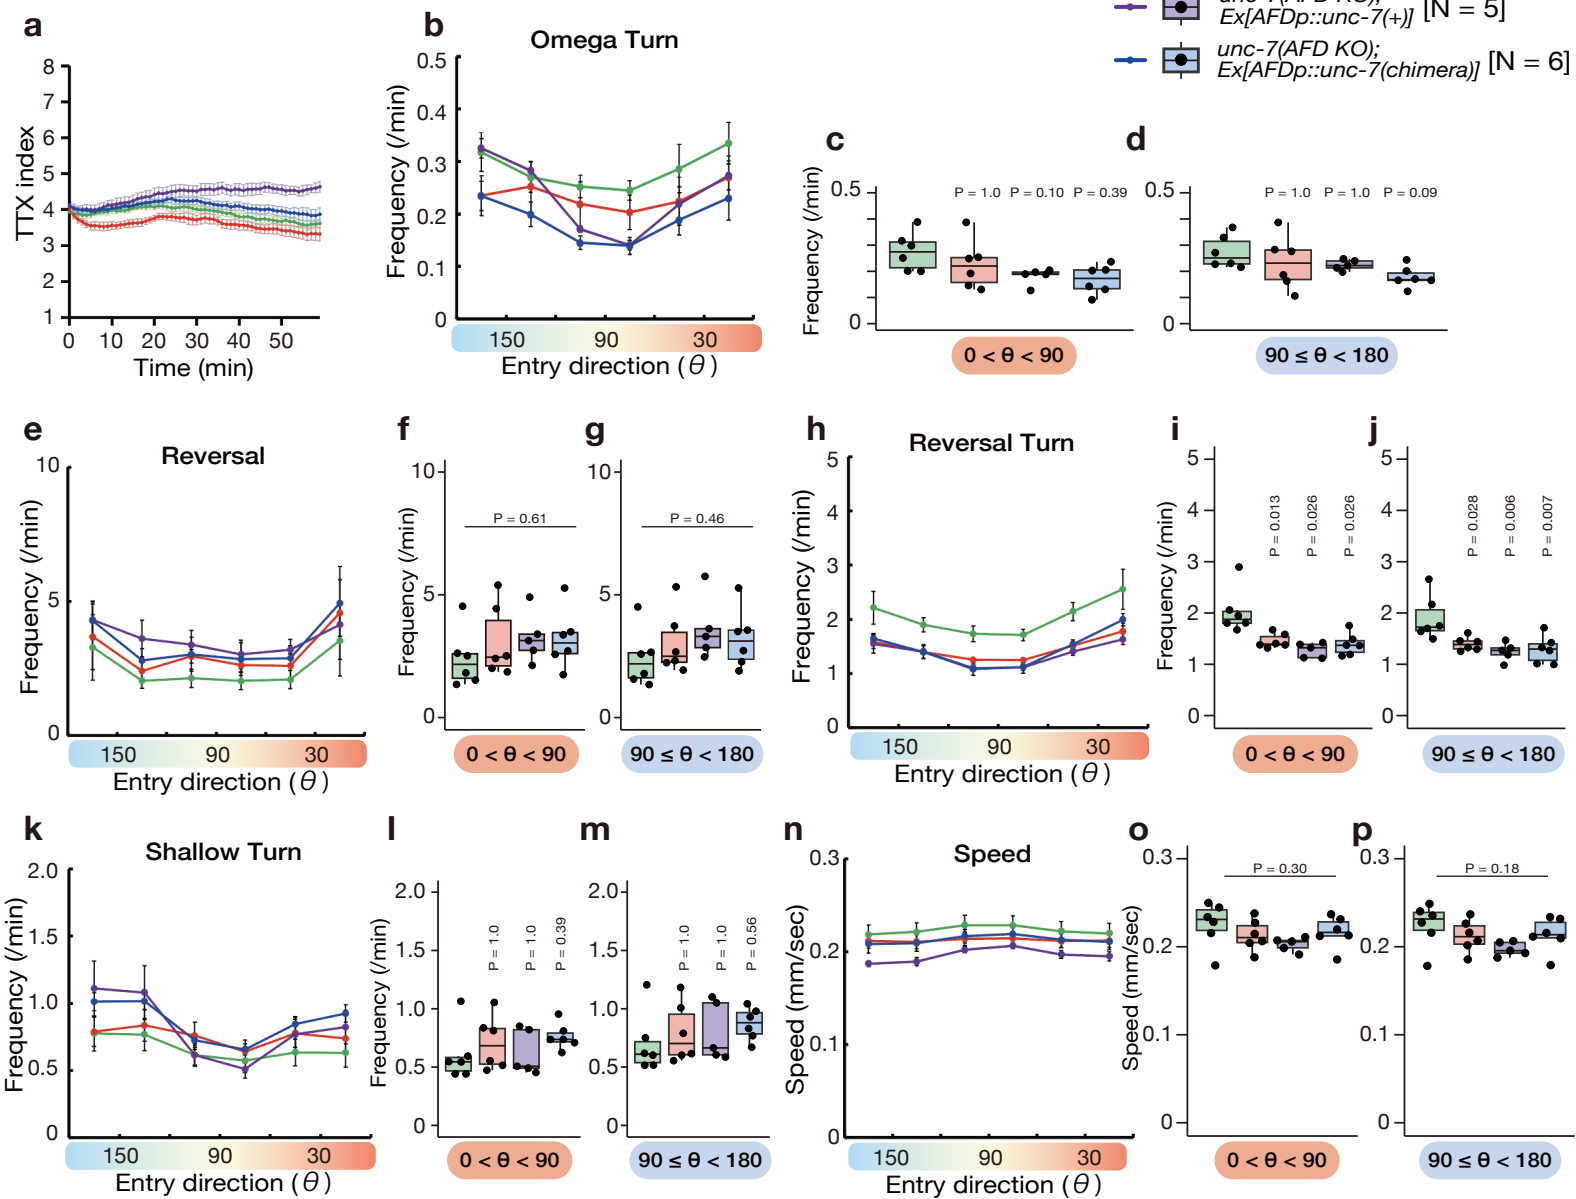 unc-7(AFD KO);
Ex[AFDp::unc-7(+)] [N = 5]
unc-7(AFD KO);
Ex[AFDp::unc-7(chimera)] [N = 6]
a
TTX index
8
7
6
5
4
3
2
1
0 10 20 30 40 50
Time (min)
b
Omega Turn
Frequency (/min)
0.5
0.4
0.3
0.2
0.1
0
150 90 30
Entry direction (θ)
c
Frequency (/min)
0.5
0
P = 1.0 P = 0.10 P = 0.39
0 < θ < 90
d
0.5
0
P = 1.0 P = 1.0 P = 0.09
90 ≤ θ < 180
e
Reversal
Frequency (/min)
10
5
0
150 90 30
Entry direction (θ)
f
Frequency (/min)
10
5
0
P = 0.61
0 < θ < 90
g
10
5
0
P = 0.46
90 ≤ θ < 180
h
Reversal Turn
Frequency (/min)
5
4
3
2
1
0
150 90 30
Entry direction (θ)
i
Frequency (/min)
5
4
3
2
1
0
P = 0.013
P = 0.026
P = 0.026
0 < θ < 90
j
5
4
3
2
1
0
P = 0.028
P = 0.006
P = 0.007
90 ≤ θ < 180
k
Shallow Turn
Frequency (/min)
2.0
1.5
1.0
0.5
0
150 90 30
Entry direction (θ)
l
Frequency (/min)
2.0
1.5
1.0
0.5
0
P = 1.0
P = 1.0
P = 0.39
0 < θ < 90
m
2.0
1.5
1.0
0.5
0
P = 1.0
P = 1.0
P = 0.56
90 ≤ θ < 180
n
Speed
Speed (mm/sec)
0.3
0.2
0.1
0
150 90 30
Entry direction (θ)
o
Speed (mm/sec)
0.3
0.2
0.1
0
P = 0.30
0 < θ < 90
p
0.3
0.2
0.1
0
P = 0.18
90 ≤ θ < 180